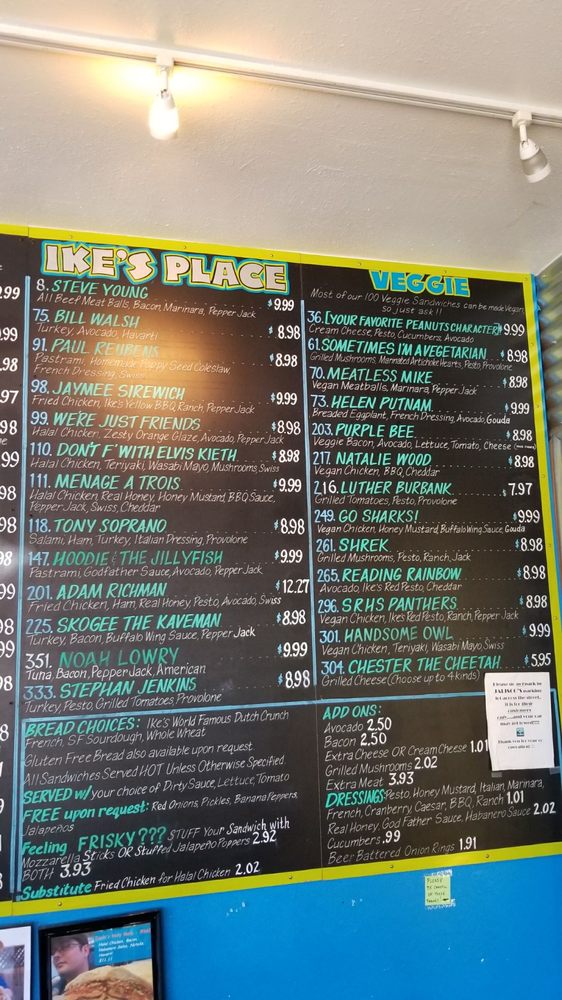 IKE'S PLACE
8. STEVE YOUNG
All Beef Meat Balls, Bacon, Marinara, Pepper Jack $9.99
75. BILL WALSH
Turkey, Avocado, Havarti $8.98
91. PAUL REUBENS
Pastrami, Homemade Poppy Seed Coleslaw,
French Dressing, Swiss
98. JAYMEE SIREWICH $9.99
Fried Chicken, Ike's Yellow BBQ, Ranch, Pepper Jack
99. WE'RE JUST FRIENDS $8.98
Halal Chicken, Zesty Orange Glaze, Avocado, Pepper Jack
110. DON'T F' WITH ELVIS KIETH $8.98
Halal Chicken, Teriyaki, Wasabi Mayo, Mushrooms, Swiss
111. MENAGE A TROIS $9.99
Halal Chicken, Real Honey, Honey Mustard, BBQ Sauce,
Pepper Jack, Swiss, Cheddar
118. TONY SOPRANO $8.98
Salami, Ham, Turkey, Italian Dressing, Provolone
147. HOODIE & THE JILLYFISH $9.99
Pastrami, Godfather Sauce, Avocado, Pepper Jack
201. ADAM RICHMAN $12.27
Fried Chicken, Ham, Real Honey, Pesto, Avocado, Swiss
225. SKOGEE THE KAVEMAN $8.98
Turkey, Bacon, Buffalo Wing Sauce, Pepper Jack
351. NOAH LOWRY $9.99
Tuna, Bacon, Pepper Jack, American
333. STEPHAN JENKINS $8.98
Turkey, Pesto, Grilled Tomatoes, Provolone
BREAD CHOICES: Ike's World Famous Dutch Crunch
French, SF Sourdough, Whole Wheat
Gluten Free Bread also available upon request
All Sandwiches Served HOT Unless Otherwise Specified
SERVED w/ your choice of Dirty Sauce, Lettuce, Tomato
FREE upon request: Red Onions, Pickles, Banana Peppers,
Jalapeños
Feeling FRISKY??? STUFF Your Sandwich with
Mozzarella Sticks OR Stuffed Jalapeño Poppers 2.92
BOTH 3.93
Substitute Fried Chicken for Halal Chicken 2.02
VEGGIE
Most of our 100 Veggie Sandwiches can be made Vegan
so just ask!!
36. [YOUR FAVORITE PEANUTS CHARACTER] $9.99
Cream Cheese, Pesto, Cucumbers, Avocado
61. SOMETIMES I'M A VEGETARIAN $8.98
Grilled Mushrooms, Marinated Artichoke Hearts, Pesto, Provolone
70. MEATLESS MIKE $8.98
Vegan Meatballs, Marinara, Pepper Jack
73. HELEN PUTNAM $9.99
Breaded Eggplant, French Dressing, Avocado, Gouda
203. PURPLE BEE $8.98
Veggie Bacon, Avocado, Lettuce, Tomato, Cheese
217. NATALIE WOOD $8.98
Vegan Chicken, BBQ, Cheddar
216. LUTHER BURBANK $7.97
Grilled Tomatoes, Pesto, Provolone
249. GO SHARKS! $999
Vegan Chicken, Honey Mustard, Buffalo Wing Sauce, Gouda
261. SHREK $8.98
Grilled Mushrooms, Pesto, Ranch, Jack
265. READING RAINBOW $8.98
Avocado, Ike's Red Pesto, Cheddar
296. SRHS PANTHERS $8.98
Vegan Chicken, Ikes Red Pesto, Ranch, Pepper Jack
301. HANDSOME OWL $9.99
Vegan Chicken, Teriyaki, Wasabi Mayo, Swiss
304. CHESTER THE CHEETAH $5.95
Grilled Cheese (Choose up to 4 kinds)
ADD ONS:
Avocado 2.50
Bacon 2.50
Extra Cheese OR Cream Cheese 1.01
Grilled Mushrooms 2.02
Extra Meat 3.93
DRESSINGS: Pesto, Honey Mustard, Italian, Marinara,
French, Cranberry Caesar, BBQ, Ranch 1.01
Real Honey, God Father Sauce, Habanero Sauce 2.02
Cucumbers .99
Beer Battered Onion Rings 1.91